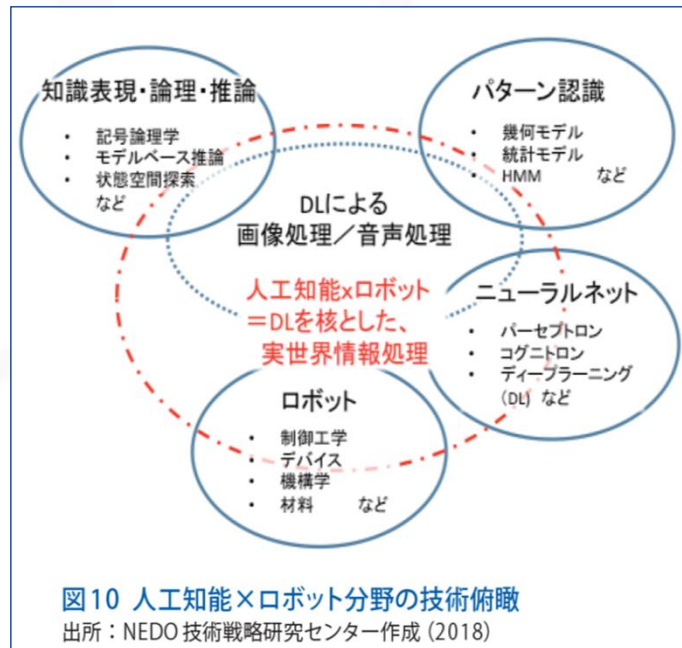 知識表現・論理・推論
・ 記号論理学
・ モデルベース推論
・ 状態空間探索
など
パターン認識
・ 幾何モデル
・ 統計モデル
・ HMM など
DLによる
画像処理／音声処理
人工知能xロボット
＝DLを核とした、
実世界情報処理
ニューラルネット
・ パーセプトロン
・ コグニトロン
・ ディープラーニング
(DL) など
ロボット
・ 制御工学
・ デバイス
・ 機構学
・ 材料 など
図10 人工知能×ロボット分野の技術俯瞰
出所：NEDO 技術戦略研究センター作成 (2018)